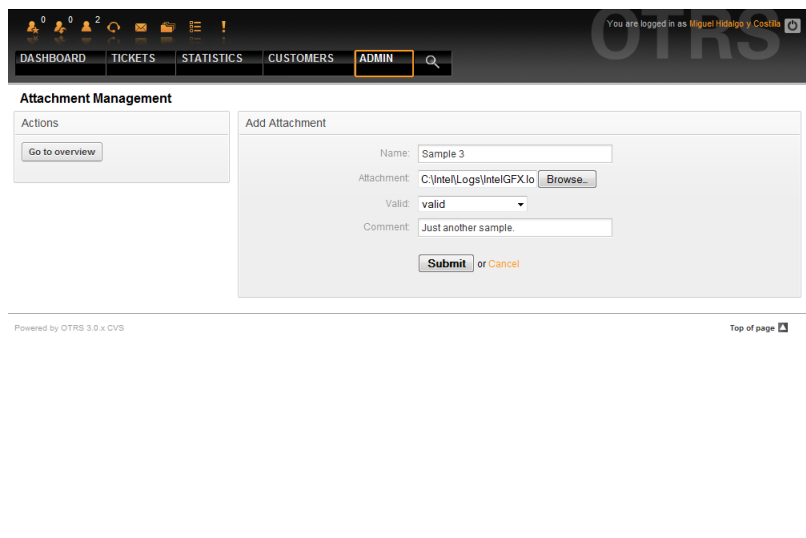 0 0 2
You are logged in as Miguel Hidalgo y Costilla
OTRS
DASHBOARD TICKETS STATISTICS CUSTOMERS ADMIN
Attachment Management
Actions
Go to overview
Add Attachment
Name: Sample 3
Attachment: C:\Intel\Logs\IntelGFX.lo Browse...
Valid: valid
Comment: Just another sample.
Submit or Cancel
Powered by OTRS 3.0.x CVS
Top of page